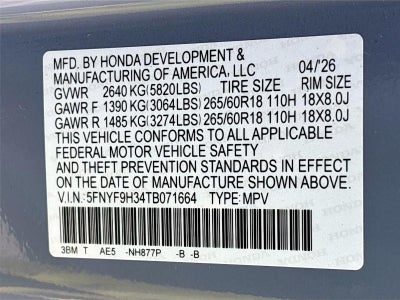 MFD. BY HONDA DEVELOPMENT &
MANUFACTURING OF AMERICA, LLC 04/'26
GVWR 2640 KG(5820LBS) TIRE SIZE RIM SIZE
GAWR F 1390 KG(3064LBS) 265/60R18 110H 18X8.0J
GAWR R 1485 KG(3274LBS) 265/60R18 110H 18X8.0J
THIS VEHICLE CONFORMS TO ALL APPLICABLE
FEDERAL MOTOR VEHICLE SAFETY
AND THEFT PREVENTION STANDARDS IN EFFECT
ON THE DATE OF MANUFACTURE SHOWN ABOVE.
V.I.N.: 5FNYF9H34TB071664 TYPE: MPV
3BM T AE5 -NH877P -B -B